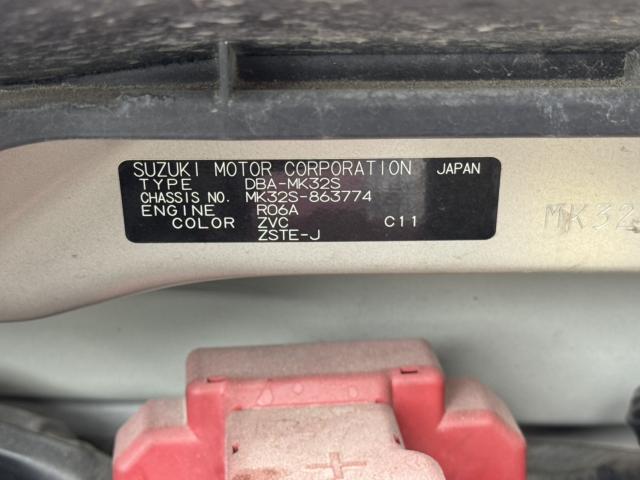 SUZUKI MOTOR CORPORATION JAPAN
TYPE DBA-MK32S
CHASSIS NO. MK32S-863774
ENGINE R06A
COLOR ZVC C11
ZSTE-J
MK32
+